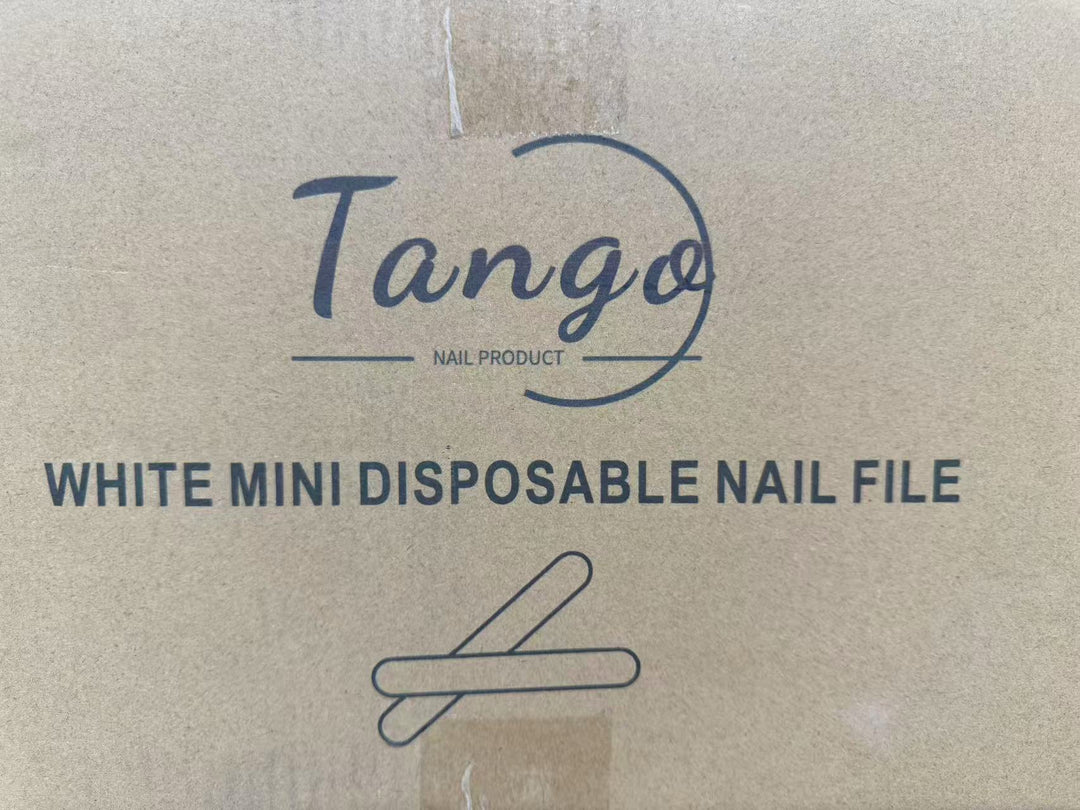 Tango
NAIL PRODUCT
WHITE MINI DISPOSABLE NAIL FILE